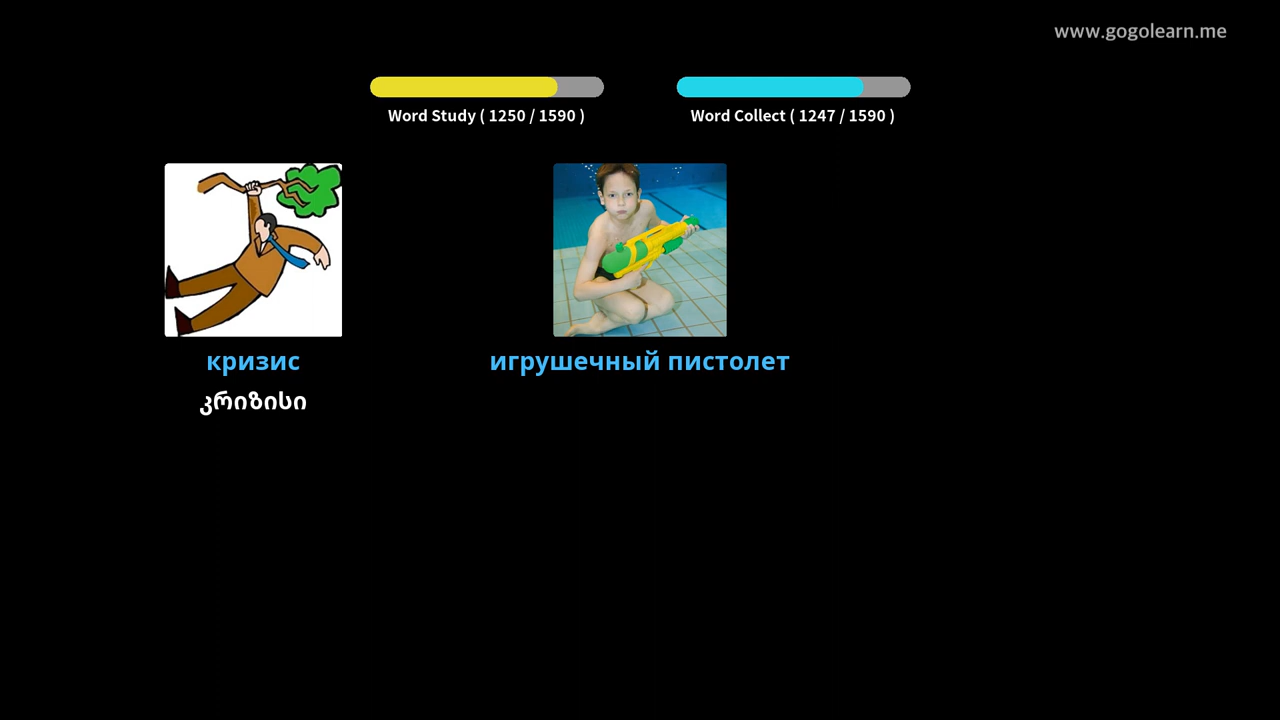 www.gogolearn.me
Word Study ( 1250 / 1590 )
Word Collect ( 1247 / 1590 )
кризис
კრიზისი
игрушечный пистолет